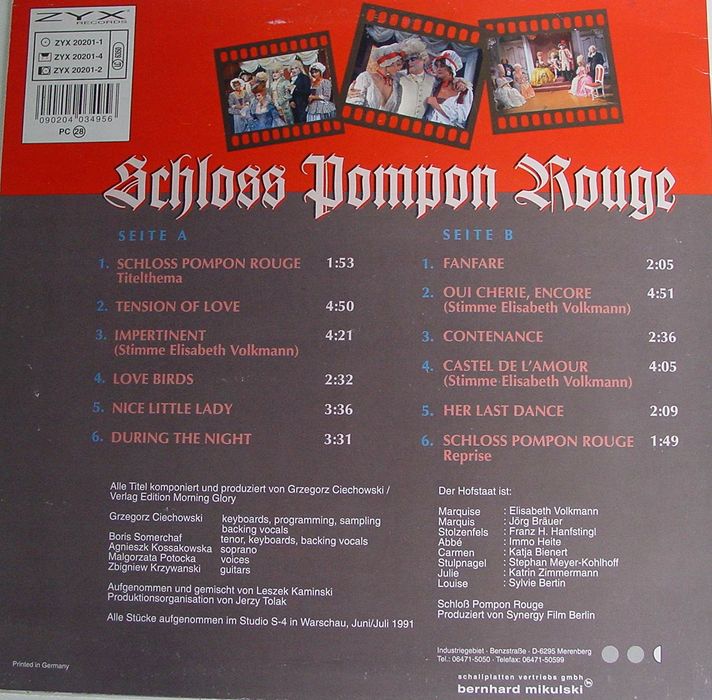 ZYX
RECORDS
ZYX 20201-1
ZYX 20201-4
ZYX 20201-2
0 90204 034956
PC 28
Schloss Pompon Rouge
SEITE A
1. SCHLOSS POMPON ROUGE 1:53
Titelthema
2. TENSION OF LOVE 4:50
3. IMPERTINENT 4:21
(Stimme Elisabeth Volkmann)
4. LOVE BIRDS 2:32
5. NICE LITTLE LADY 3:36
6. DURING THE NIGHT 3:31
SEITE B
1. FANFARE 2:05
2. OUI CHERIE, ENCORE 4:51
(Stimme Elisabeth Volkmann)
3. CONTENANCE 2:36
4. CASTEL DE L'AMOUR 4:05
(Stimme Elisabeth Volkmann)
5. HER LAST DANCE 2:09
6. SCHLOSS POMPON ROUGE 1:49
Reprise
Alle Titel komponiert und produziert von Grzegorz Ciechowski /
Verlag Edition Morning Glory
Grzegorz Ciechowski keyboards, programming, sampling
backing vocals
Boris Somerchaf tenor, keyboards, backing vocals
Agnieszk Kossakowska soprano
Malgorzata Potocka voices
Zbigniew Krzywanski guitars
Aufgenommen und gemischt von Leszek Kaminski
Produktionsorganisation von Jerzy Tolak
Alle Stücke aufgenommen im Studio S-4 in Warschau, Juni/Juli 1991
Der Hofstaat ist:
Marquise : Elisabeth Volkmann
Marquis : Jörg Bräuer
Stolzenfels : Franz H. Hanfstingl
Abbé : Immo Heite
Carmen : Katja Bienert
Stulpnagel : Stephan Meyer-Kohlhoff
Julie : Katrin Zimmermann
Louise : Sylvie Bertin
Schloß Pompon Rouge
Produziert von Synergy Film Berlin
Industriegebiet · Benzstraße · D-6295 Merenberg
Tel.: 06471-5050 · Telefax: 06471-50599
schallplatten vertriebs gmbh
bernhard mikulski
Printed in Germany